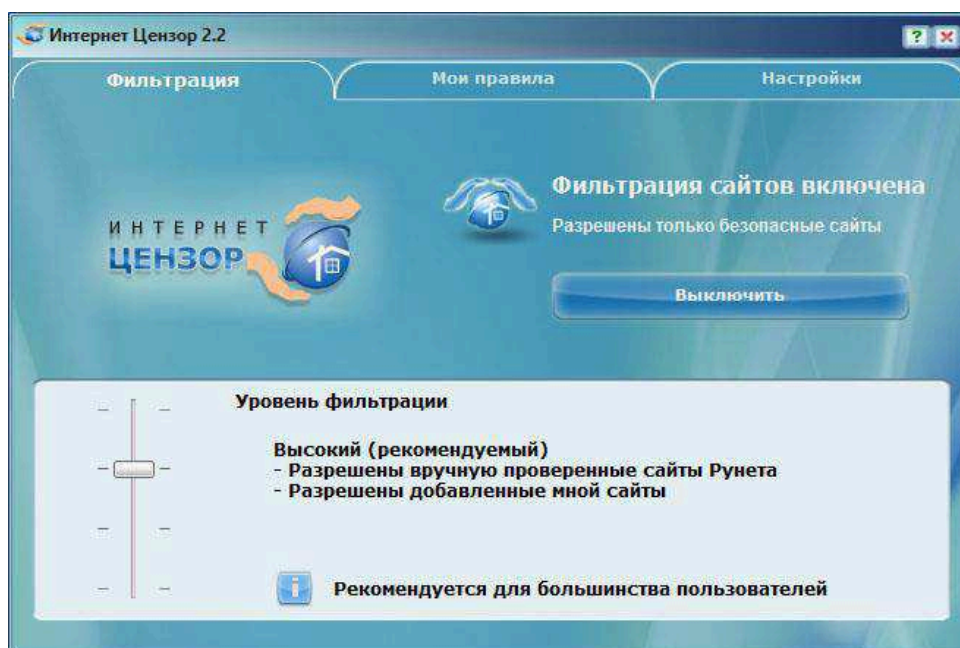 Интернет Цензор 2.2
? ×
Фильтрация
Мои правила
Настройки
ИНТЕРНЕТ
ЦЕНЗОР
Фильтрация сайтов включена
Разрешены только безопасные сайты
Выключить
Уровень фильтрации
Высокий (рекомендуемый)
- Разрешены вручную проверенные сайты Рунета
- Разрешены добавленные мной сайты
i
Рекомендуется для большинства пользователей